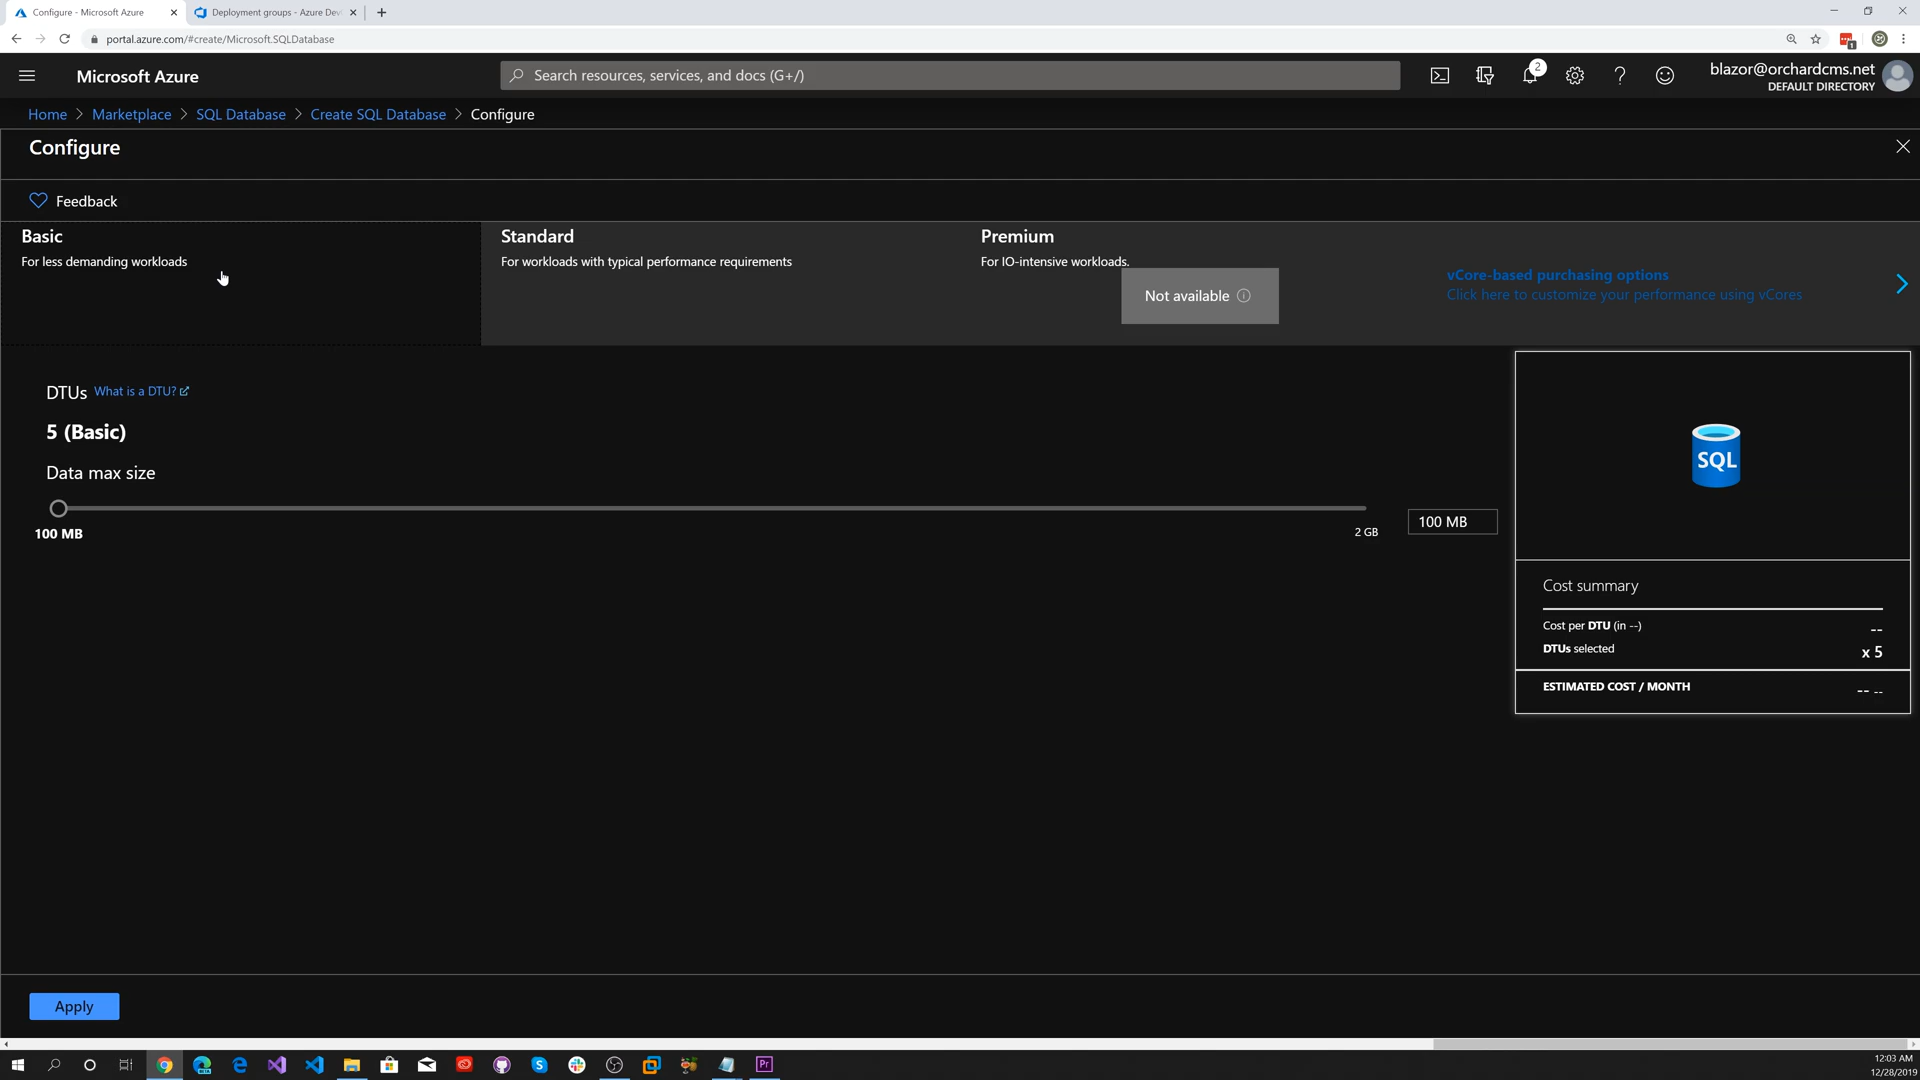 Configure - Microsoft Azure
Deployment groups - Azure Dev
portal.azure.com/#create/Microsoft.SQLDatabase
1
Microsoft Azure
Search resources, services, and docs (G+/)
2
blazor@orchardcms.net
DEFAULT DIRECTORY
Home > Marketplace > SQL Database > Create SQL Database > Configure
Configure
Feedback
Basic
For less demanding workloads
Standard
For workloads with typical performance requirements
Premium
For IO-intensive workloads.
Not available
vCore-based purchasing options
Click here to customize your performance using vCores
DTUs What is a DTU?
5 (Basic)
Data max size
100 MB
2 GB
100 MB
SQL
Cost summary
Cost per DTU (in --)
--
DTUs selected
x 5
ESTIMATED COST / MONTH
-- --
Apply
BETA
Pr
12:03 AM
12/28/2019